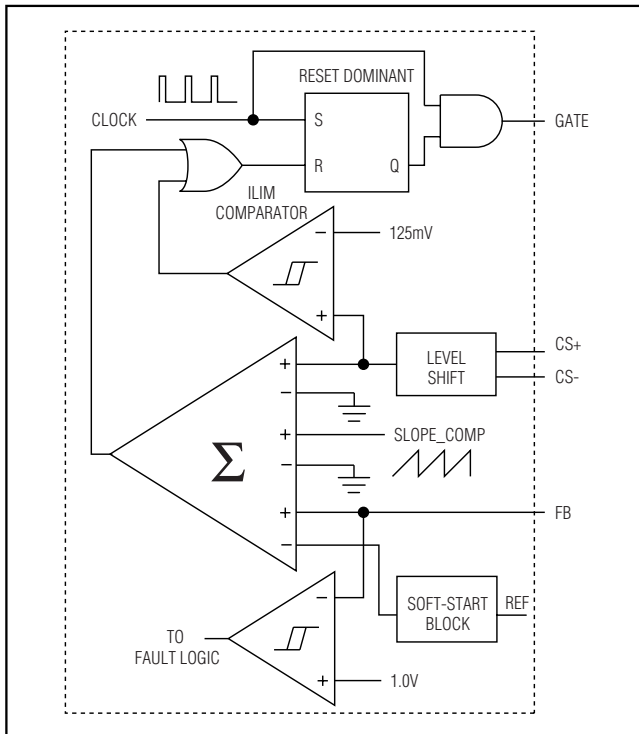 RESET DOMINANT
CLOCK
S
GATE
R
Q
ILIM
COMPARATOR
−
125mV
+
+
LEVEL
SHIFT
CS+
CS-
−
+
SLOPE_COMP
Σ
−
+
FB
−
−
SOFT-START
BLOCK
REF
TO
FAULT LOGIC
+
1.0V